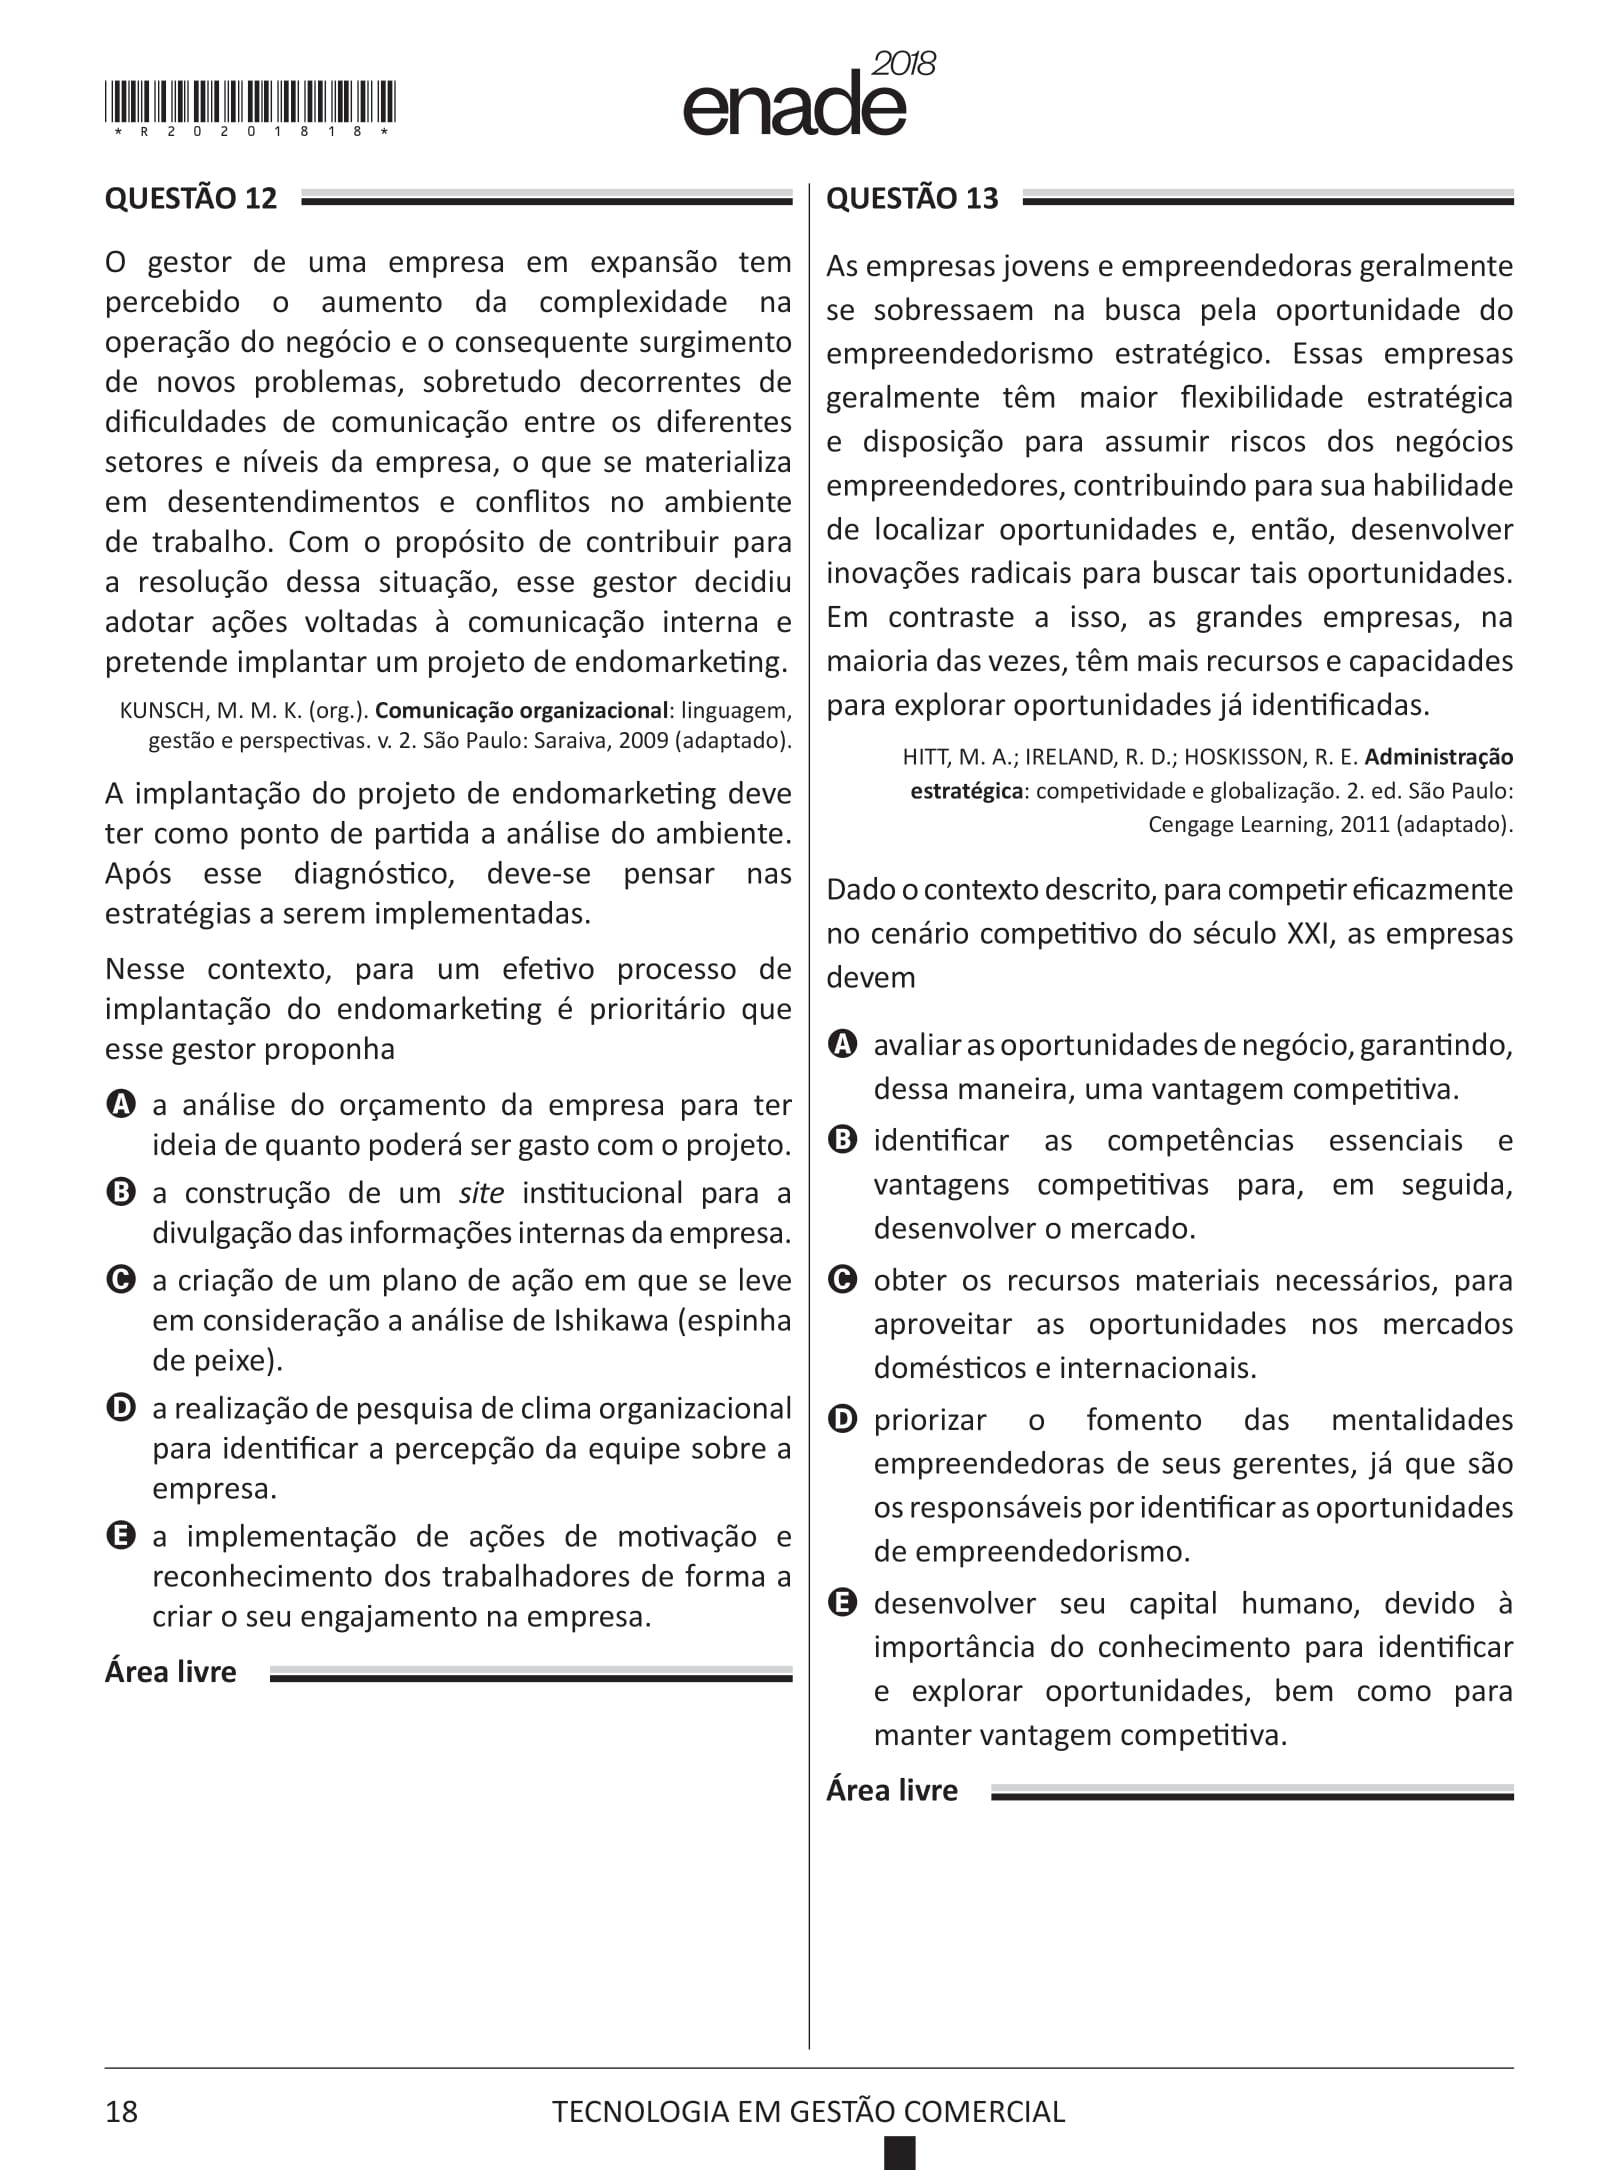 *R20201818*
enade2018
QUESTÃO 12
O gestor de uma empresa em expansão tem
percebido o aumento da complexidade na
operação do negócio e o consequente surgimento
de novos problemas, sobretudo decorrentes de
dificuldades de comunicação entre os diferentes
setores e níveis da empresa, o que se materializa
em desentendimentos e conflitos no ambiente
de trabalho. Com o propósito de contribuir para
a resolução dessa situação, esse gestor decidiu
adotar ações voltadas à comunicação interna e
pretende implantar um projeto de endomarketing.
KUNSCH, M. M. K. (org.). Comunicação organizacional: linguagem,
gestão e perspectivas. v. 2. São Paulo: Saraiva, 2009 (adaptado).
A implantação do projeto de endomarketing deve
ter como ponto de partida a análise do ambiente.
Após esse diagnóstico, deve-se pensar nas
estratégias a serem implementadas.
Nesse contexto, para um efetivo processo de
implantação do endomarketing é prioritário que
esse gestor proponha
A a análise do orçamento da empresa para ter
ideia de quanto poderá ser gasto com o projeto.
B a construção de um site institucional para a
divulgação das informações internas da empresa.
C a criação de um plano de ação em que se leve
em consideração a análise de Ishikawa (espinha
de peixe).
D a realização de pesquisa de clima organizacional
para identificar a percepção da equipe sobre a
empresa.
E a implementação de ações de motivação e
reconhecimento dos trabalhadores de forma a
criar o seu engajamento na empresa.
Área livre
QUESTÃO 13
As empresas jovens e empreendedoras geralmente
se sobressaem na busca pela oportunidade do
empreendedorismo estratégico. Essas empresas
geralmente têm maior flexibilidade estratégica
e disposição para assumir riscos dos negócios
empreendedores, contribuindo para sua habilidade
de localizar oportunidades e, então, desenvolver
inovações radicais para buscar tais oportunidades.
Em contraste a isso, as grandes empresas, na
maioria das vezes, têm mais recursos e capacidades
para explorar oportunidades já identificadas.
HITT, M. A.; IRELAND, R. D.; HOSKISSON, R. E. Administração
estratégica: competividade e globalização. 2. ed. São Paulo:
Cengage Learning, 2011 (adaptado).
Dado o contexto descrito, para competir eficazmente
no cenário competitivo do século XXI, as empresas
devem
A avaliar as oportunidades de negócio, garantindo,
dessa maneira, uma vantagem competitiva.
B identificar as competências essenciais e
vantagens competitivas para, em seguida,
desenvolver o mercado.
C obter os recursos materiais necessários, para
aproveitar as oportunidades nos mercados
domésticos e internacionais.
D priorizar o fomento das mentalidades
empreendedoras de seus gerentes, já que são
os responsáveis por identificar as oportunidades
de empreendedorismo.
E desenvolver seu capital humano, devido à
importância do conhecimento para identificar
e explorar oportunidades, bem como para
manter vantagem competitiva.
Área livre
18
TECNOLOGIA EM GESTÃO COMERCIAL